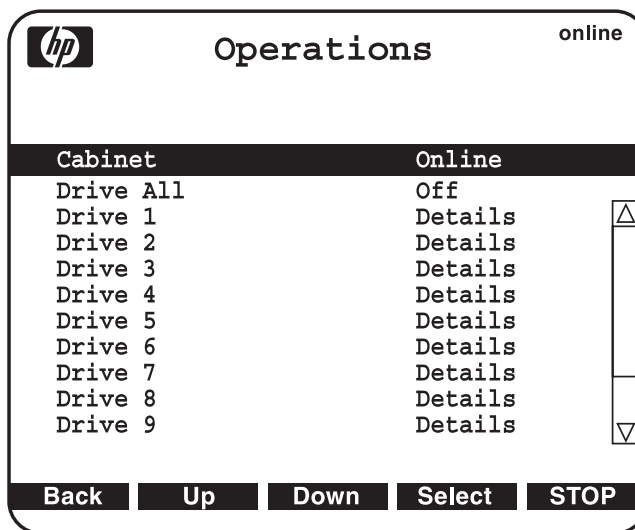 hp
Operations
online
Cabinet Online
Drive All Off
Drive 1 Details
Drive 2 Details
Drive 3 Details
Drive 4 Details
Drive 5 Details
Drive 6 Details
Drive 7 Details
Drive 8 Details
Drive 9 Details
Back Up Down Select STOP